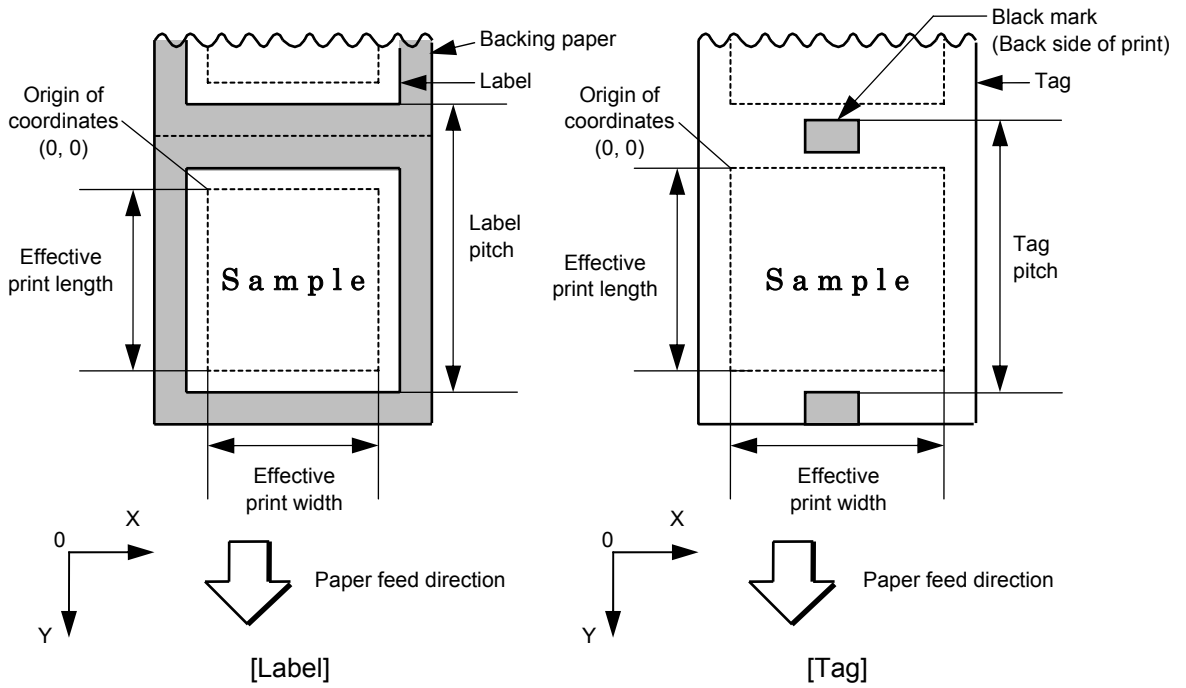 Backing paper
Label
Origin of
coordinates
(0, 0)
Label
pitch
Effective
print length
Sample
Effective
print width
0
X
Y
Paper feed direction
[Label]
Black mark
(Back side of print)
Tag
Origin of
coordinates
(0, 0)
Tag
pitch
Effective
print length
Sample
Effective
print width
0
X
Y
Paper feed direction
[Tag]